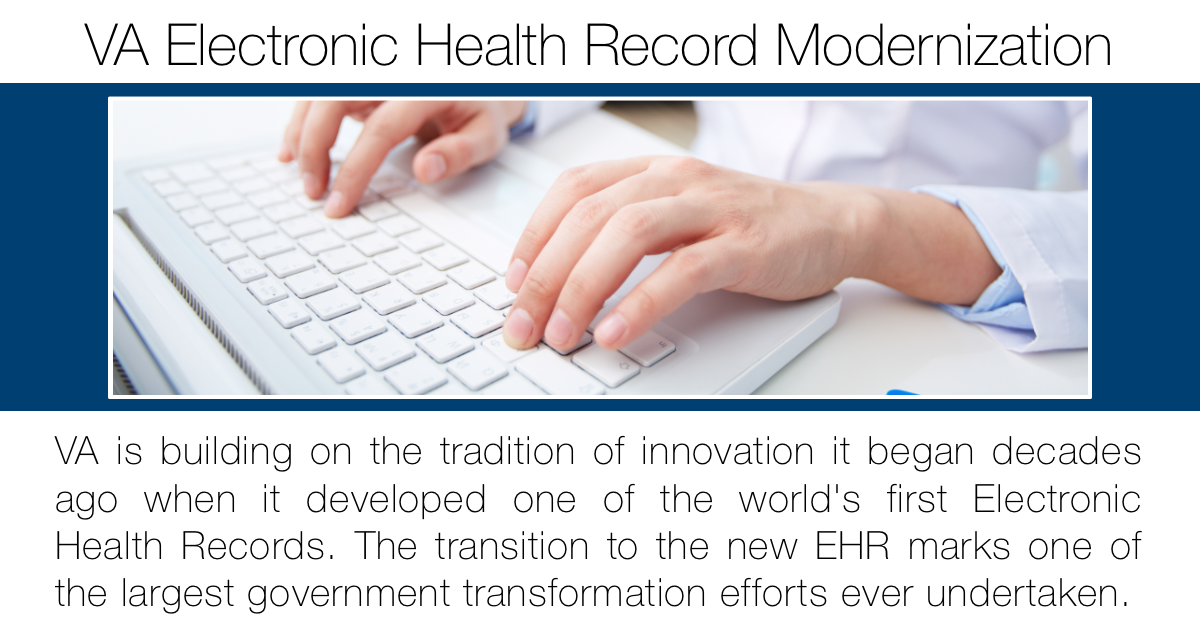 VA Electronic Health Record Modernization
VA is building on the tradition of innovation it began decades
ago when it developed one of the world's first Electronic
Health Records. The transition to the new EHR marks one of
the largest government transformation efforts ever undertaken.